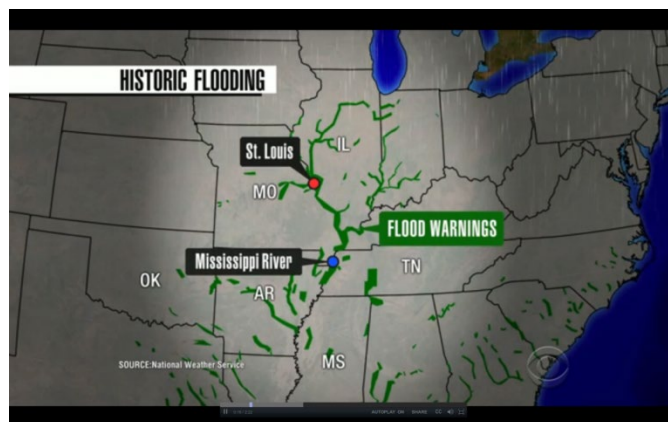 HISTORIC FLOODING
St. Louis
IL
MO
FLOOD WARNINGS
Mississippi River
TN
OK
AR
MS
SOURCE:National Weather Service
AUTOPLAY ON
SHARE
CC